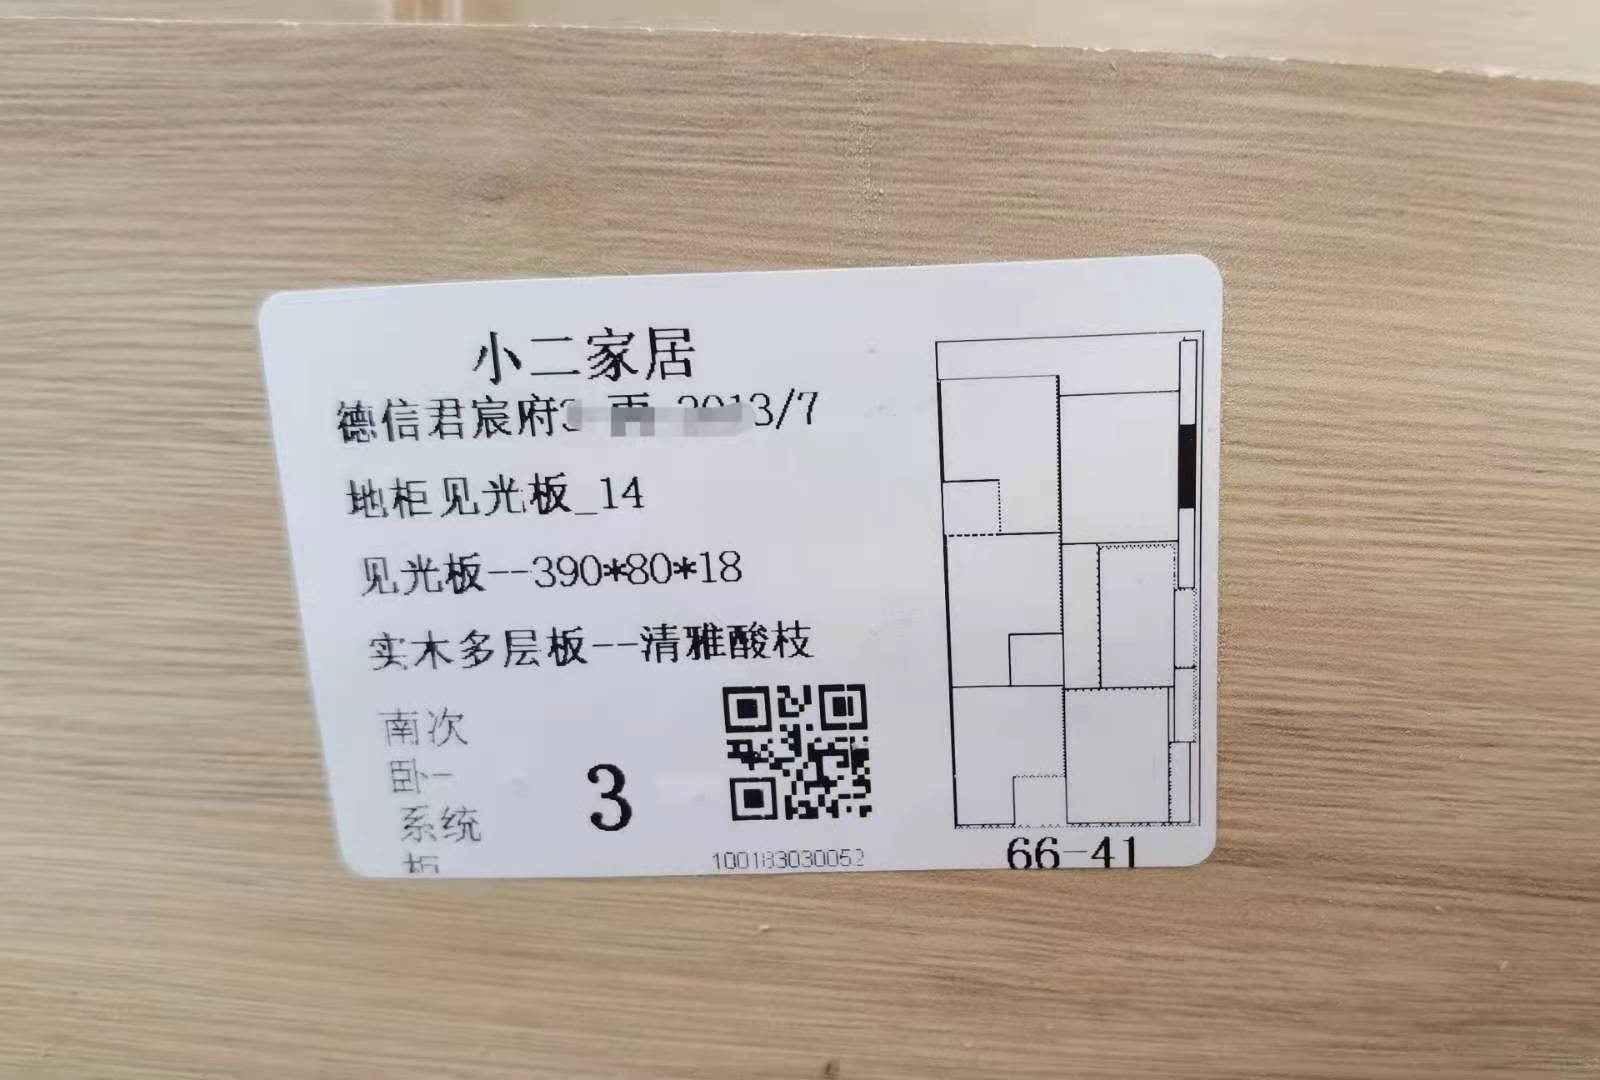 小二家居
德信君宸府3 3/7
地柜见光板_14
见光板--390*80*18
实木多层板--清雅酸枝
南次
卧-
系统
板
3
100183030052
66-41